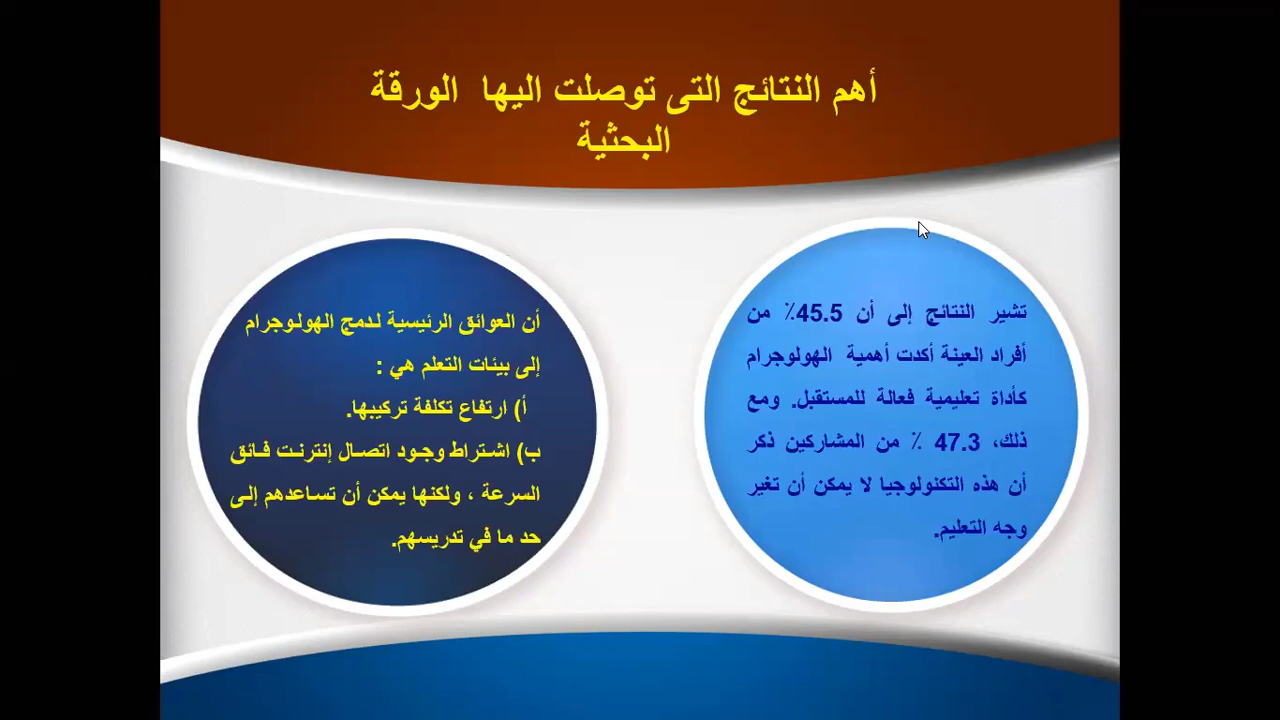 أهم النتائج التى توصلت اليها الورقة
البحثية
تشير النتائج إلى أن 45.5٪ من
أفراد العينة أكدت أهمية الهولوجرام
كأداة تعليمية فعالة للمستقبل. ومع
ذلك، 47.3 ٪ من المشاركين ذكر
أن هذه التكنولوجيا لا يمكن أن تغير
وجه التعليم.
أن العوائق الرئيسية لدمج الهولوجرام
إلى بيئات التعلم هي :
أ) ارتفاع تكلفة تركيبها.
ب) اشتراط وجود اتصال إنترنت فائق
السرعة ، ولكنها يمكن أن تساعدهم إلى
حد ما في تدريسهم.